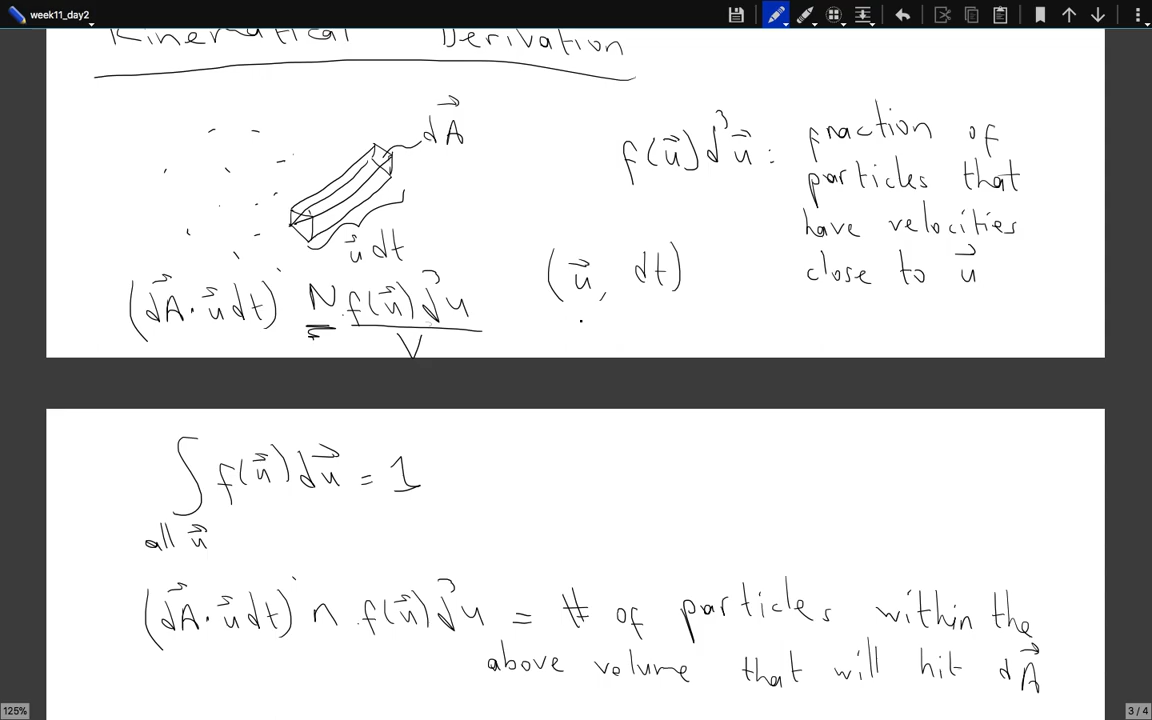 week11_day2
Kinematical Derivation
dA⃗
f(u⃗)d³u⃗ : fraction of
particles that
have velocities
close to u⃗
u⃗ dt
(u⃗, dt)
(dA⃗ · u⃗ dt) N f(u⃗) d³u
V
∫ f(u⃗) du⃗ = 1
all u⃗
(dA⃗ · u⃗ dt) n f(u⃗) d³u = # of particles within the
above volume that will hit dA⃗
125%
3 / 4